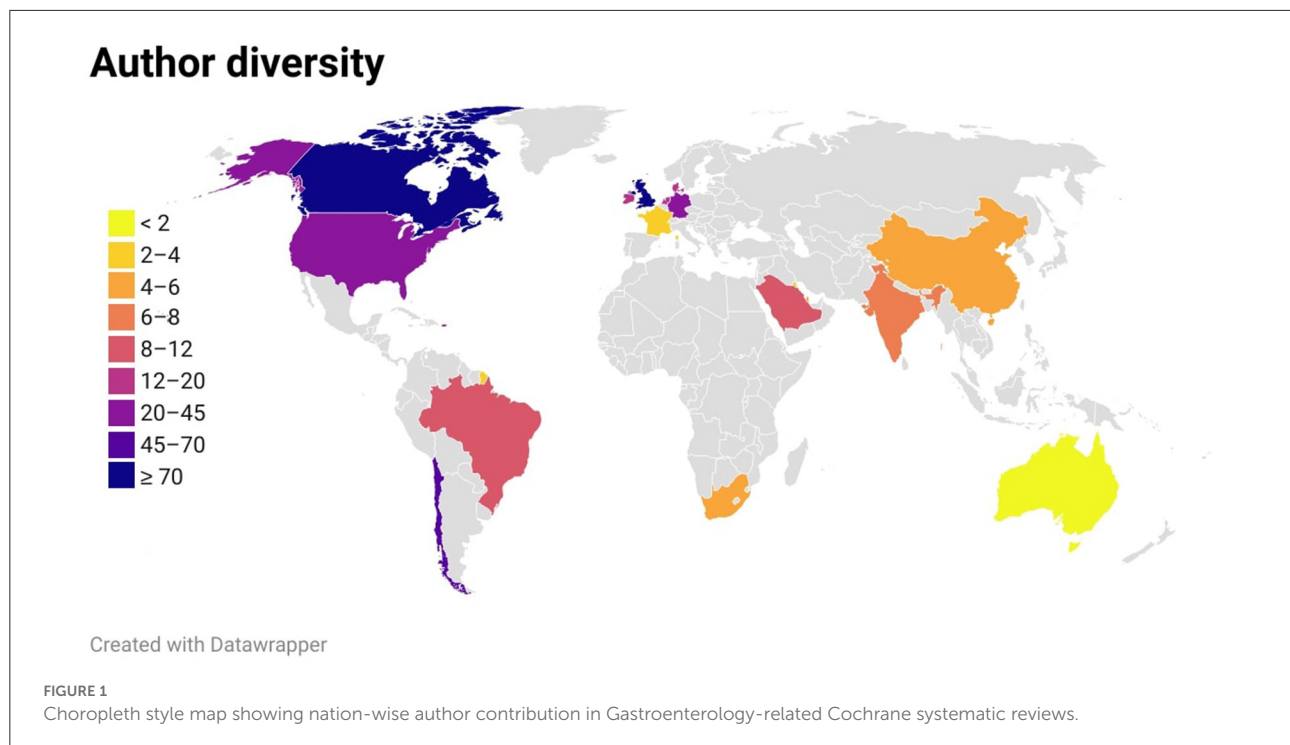 Author diversity
< 2
2–4
4–6
6–8
8–12
12–20
20–45
45–70
≥ 70
Created with Datawrapper
FIGURE 1
Choropleth style map showing nation-wise author contribution in Gastroenterology-related Cochrane systematic reviews.